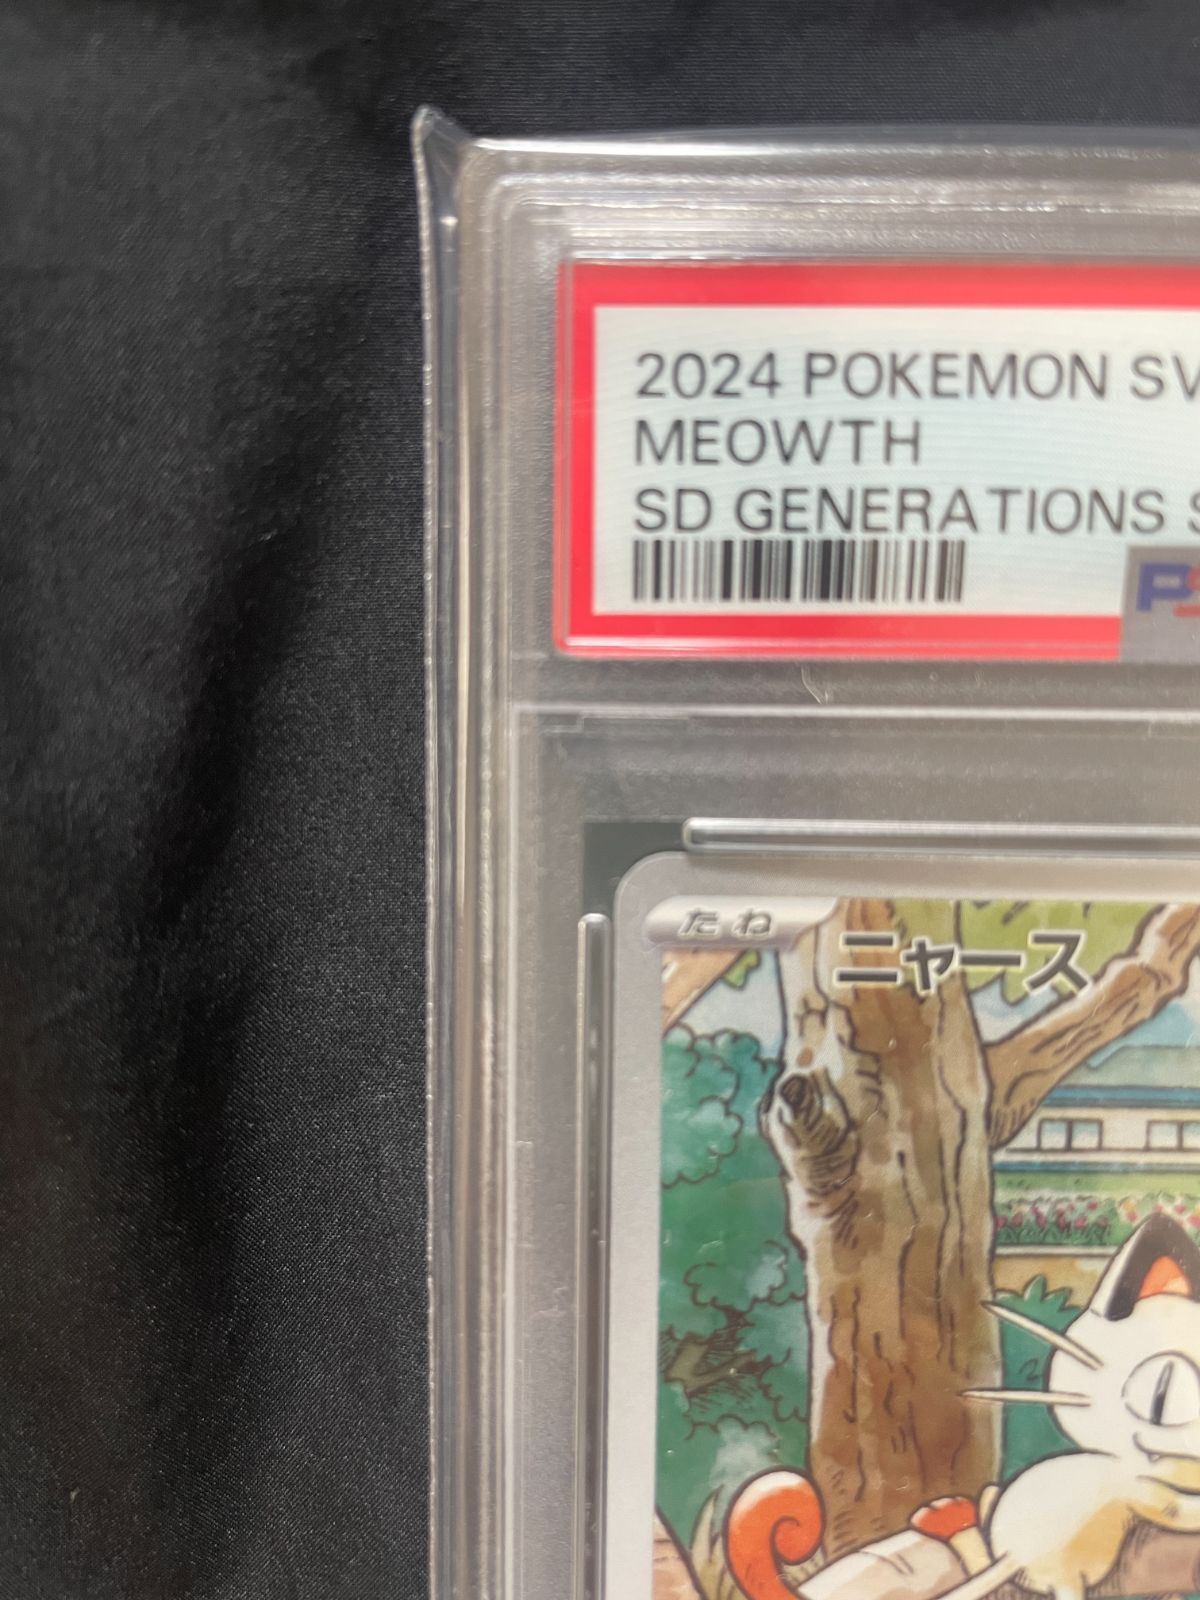 2024 POKEMON SV
MEOWTH
SD GENERATIONS S
たね
ニャース